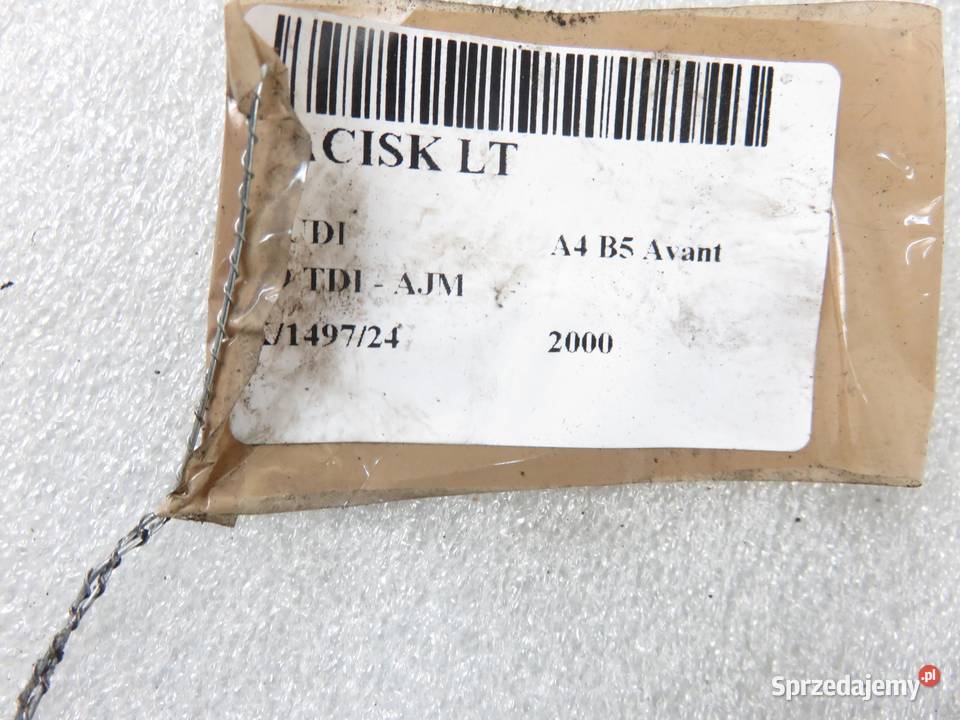 ACISK LT
UDI A4 B5 Avant
TDI - AJM
/1497/24 2000
Sprzedajemy.pl